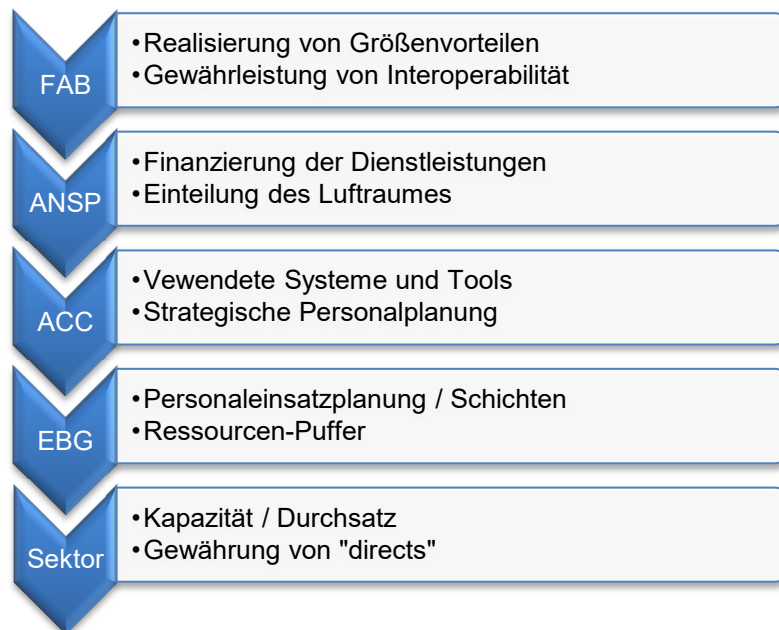 FAB
•Realisierung von Größenvorteilen
•Gewährleistung von Interoperabilität
ANSP
•Finanzierung der Dienstleistungen
•Einteilung des Luftraumes
ACC
•Vewendete Systeme und Tools
•Strategische Personalplanung
EBG
•Personaleinsatzplanung / Schichten
•Ressourcen-Puffer
Sektor
•Kapazität / Durchsatz
•Gewährung von "directs"